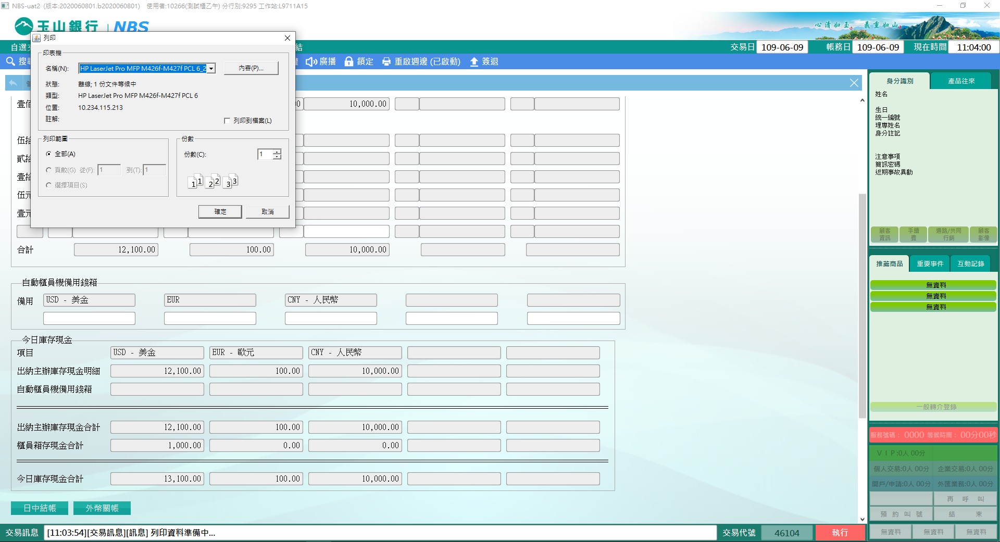 NBS-uat2 (版本:2020060801.b2020060801) 使用者:10266(測試櫃乙午) 分行別:9295 工作站:L9711A15
玉山銀行 NBS
心清如玉。義重如山。
自選交
結
交易日 109-06-09 帳務日 109-06-09 現在時間 11:04:00
搜尋
廣播 鎖定 重啟週邊 (已啟動) 簽退
列印
印表機
名稱(N): HP LaserJet Pro MFP M426f-M427f PCL 6_2 內容(P)...
狀態: 離線; 1 份文件等候中
類型: HP LaserJet Pro MFP M426f-M427f PCL 6
位置: 10.234.115.213
註解:
列印到檔案(L)
列印範圍
全部(A)
頁數(G) 從(F): 1 到(T): 1
選擇項目(S)
份數
份數(C): 1
1 1 2 2 3 3
確定 取消
壹佰 0 10,000.00
伍拾
貳拾
壹拾
伍元
壹元
合計 12,100.00 100.00 10,000.00
自動櫃員機備用錢箱
備用 USD - 美金 EUR CNY - 人民幣
今日庫存現金
項目 USD - 美金 EUR - 歐元 CNY - 人民幣
出納主辦庫存現金明細 12,100.00 100.00 10,000.00
自動櫃員機備用錢箱
出納主辦庫存現金合計 12,100.00 100.00 10,000.00
櫃員箱存現金合計 1,000.00 0.00 0.00
今日庫存現金合計 13,100.00 100.00 10,000.00
日中結帳 外幣關帳
交易訊息 [11:03:54][交易訊息][訊息] 列印資料準備中... 交易代號 46104 執行
身分識別 產品往來
姓名
生日
統一編號
理專姓名
身分註記
注意事項
簡訊密碼
近期事故異動
顧客資訊 手續費 通路/共同行銷 顧客影像
推薦商品 重要事件 互動記錄
無資料
無資料
無資料
一般轉介登錄
服務號碼: 0000 等候時間: 00分00秒
VIP:0人 00分
個人交易:0人 00分 企業交易:0人 00分
開戶/申請:0人 00分 外匯業務:0人 00分
再 呼 叫
預 約 叫 號 結 束
無資料 無資料 無資料